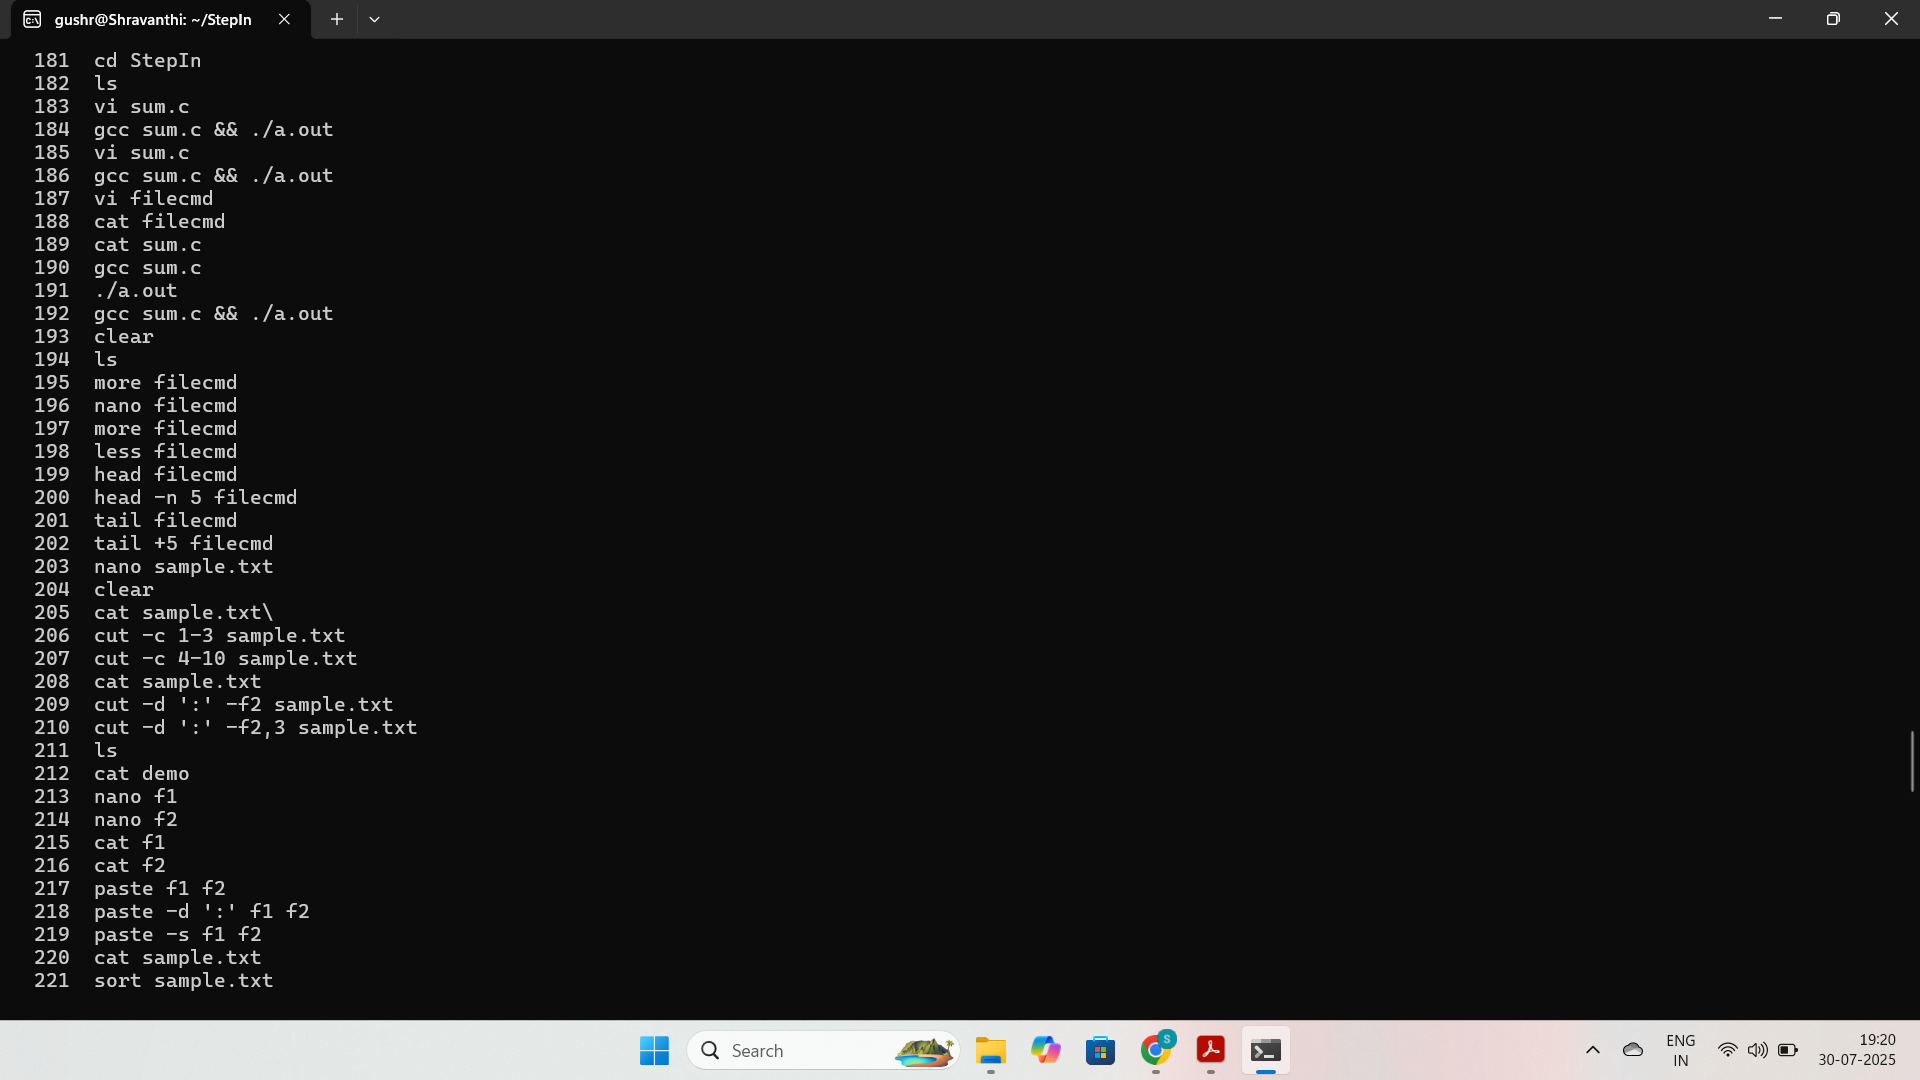 gushr@Shravanthi: ~/StepIn
181 cd StepIn
182 ls
183 vi sum.c
184 gcc sum.c && ./a.out
185 vi sum.c
186 gcc sum.c && ./a.out
187 vi filecmd
188 cat filecmd
189 cat sum.c
190 gcc sum.c
191 ./a.out
192 gcc sum.c && ./a.out
193 clear
194 ls
195 more filecmd
196 nano filecmd
197 more filecmd
198 less filecmd
199 head filecmd
200 head -n 5 filecmd
201 tail filecmd
202 tail +5 filecmd
203 nano sample.txt
204 clear
205 cat sample.txt\
206 cut -c 1-3 sample.txt
207 cut -c 4-10 sample.txt
208 cat sample.txt
209 cut -d ':' -f2 sample.txt
210 cut -d ':' -f2,3 sample.txt
211 ls
212 cat demo
213 nano f1
214 nano f2
215 cat f1
216 cat f2
217 paste f1 f2
218 paste -d ':' f1 f2
219 paste -s f1 f2
220 cat sample.txt
221 sort sample.txt
Search
S
ENG
IN
19:20
30-07-2025